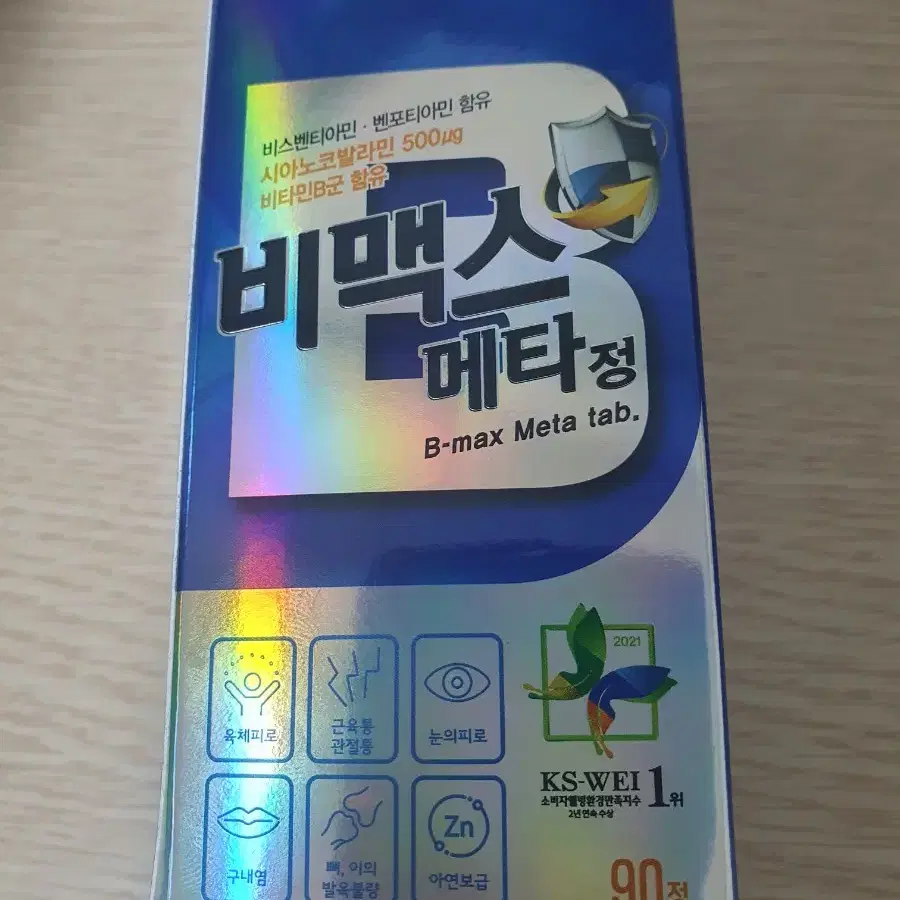 비스벤티아민 · 벤포티아민 함유
시아노코발라민 500μg
비타민B군 함유
비맥스
메타정
B-max Meta tab.
육체피로
근육통
관절통
눈의피로
2021
KS-WEI 1위
소비자웰빙환경만족지수
2년 연속 수상
구내염
뼈, 이의
발육불량
Zn
아연보급
90정